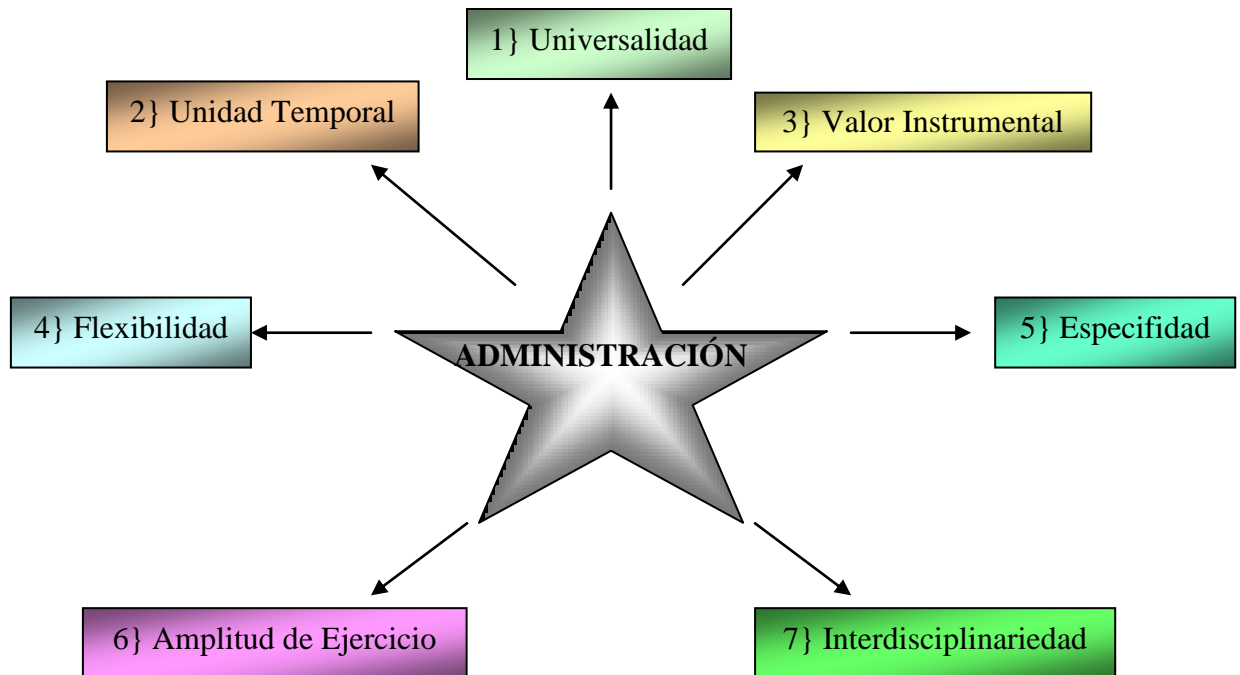 1} Universalidad
2} Unidad Temporal
3} Valor Instrumental
4} Flexibilidad
5} Especifidad
ADMINISTRACIÓN
6} Amplitud de Ejercicio
7} Interdisciplinariedad